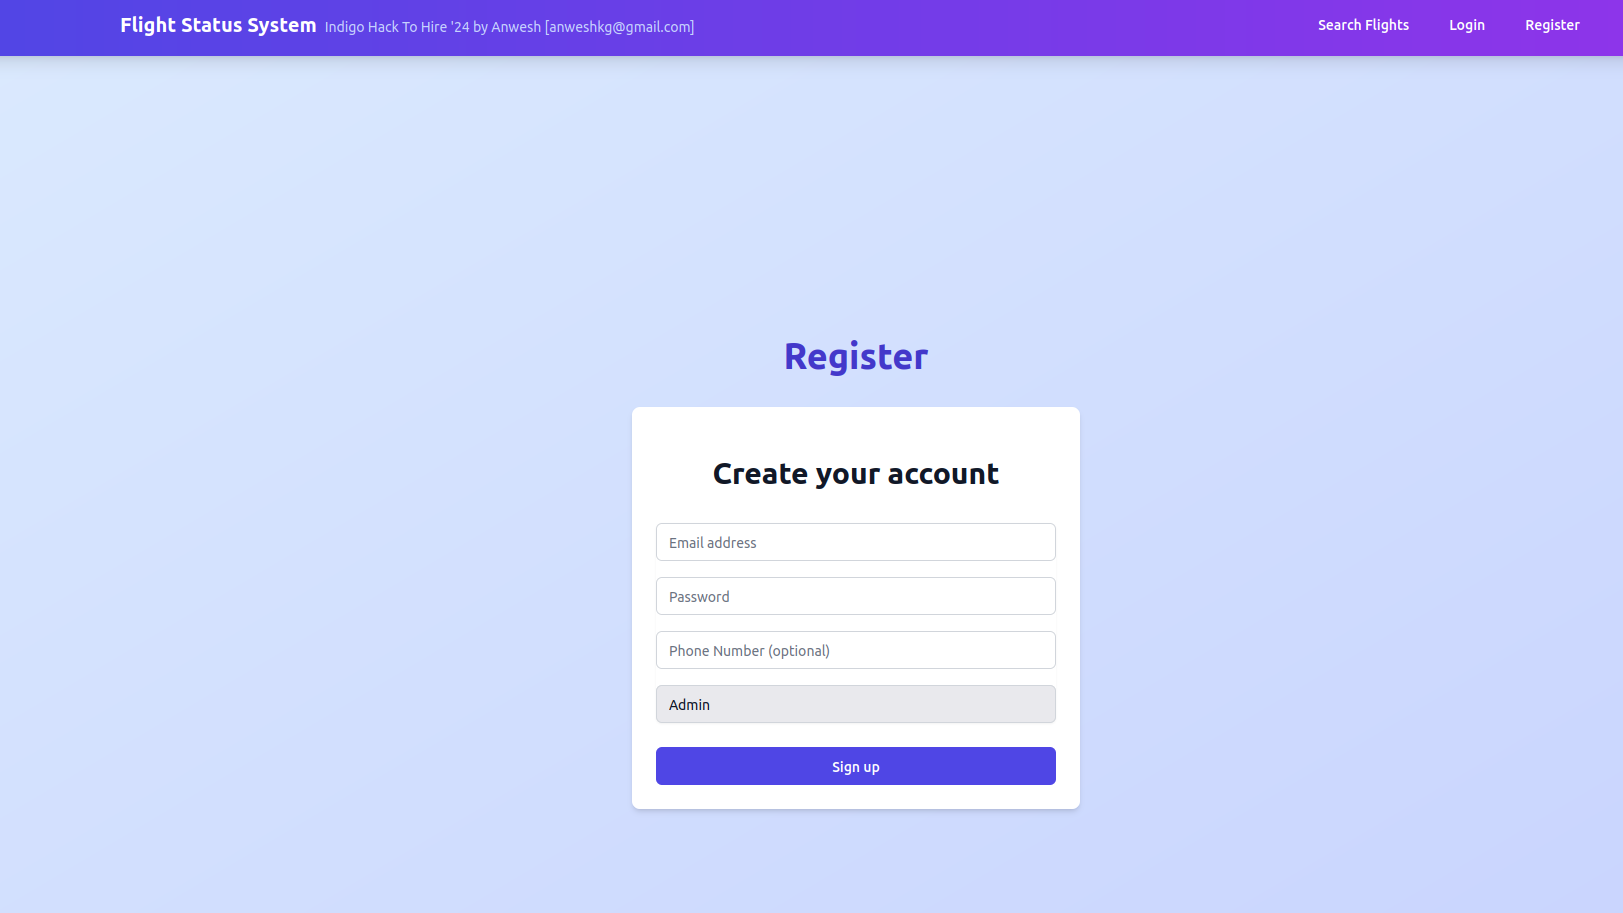 Flight Status System Indigo Hack To Hire '24 by Anwesh [anweshkg@gmail.com] Search Flights Login Register
Register
Create your account
Email address
Password
Phone Number (optional)
Admin
Sign up